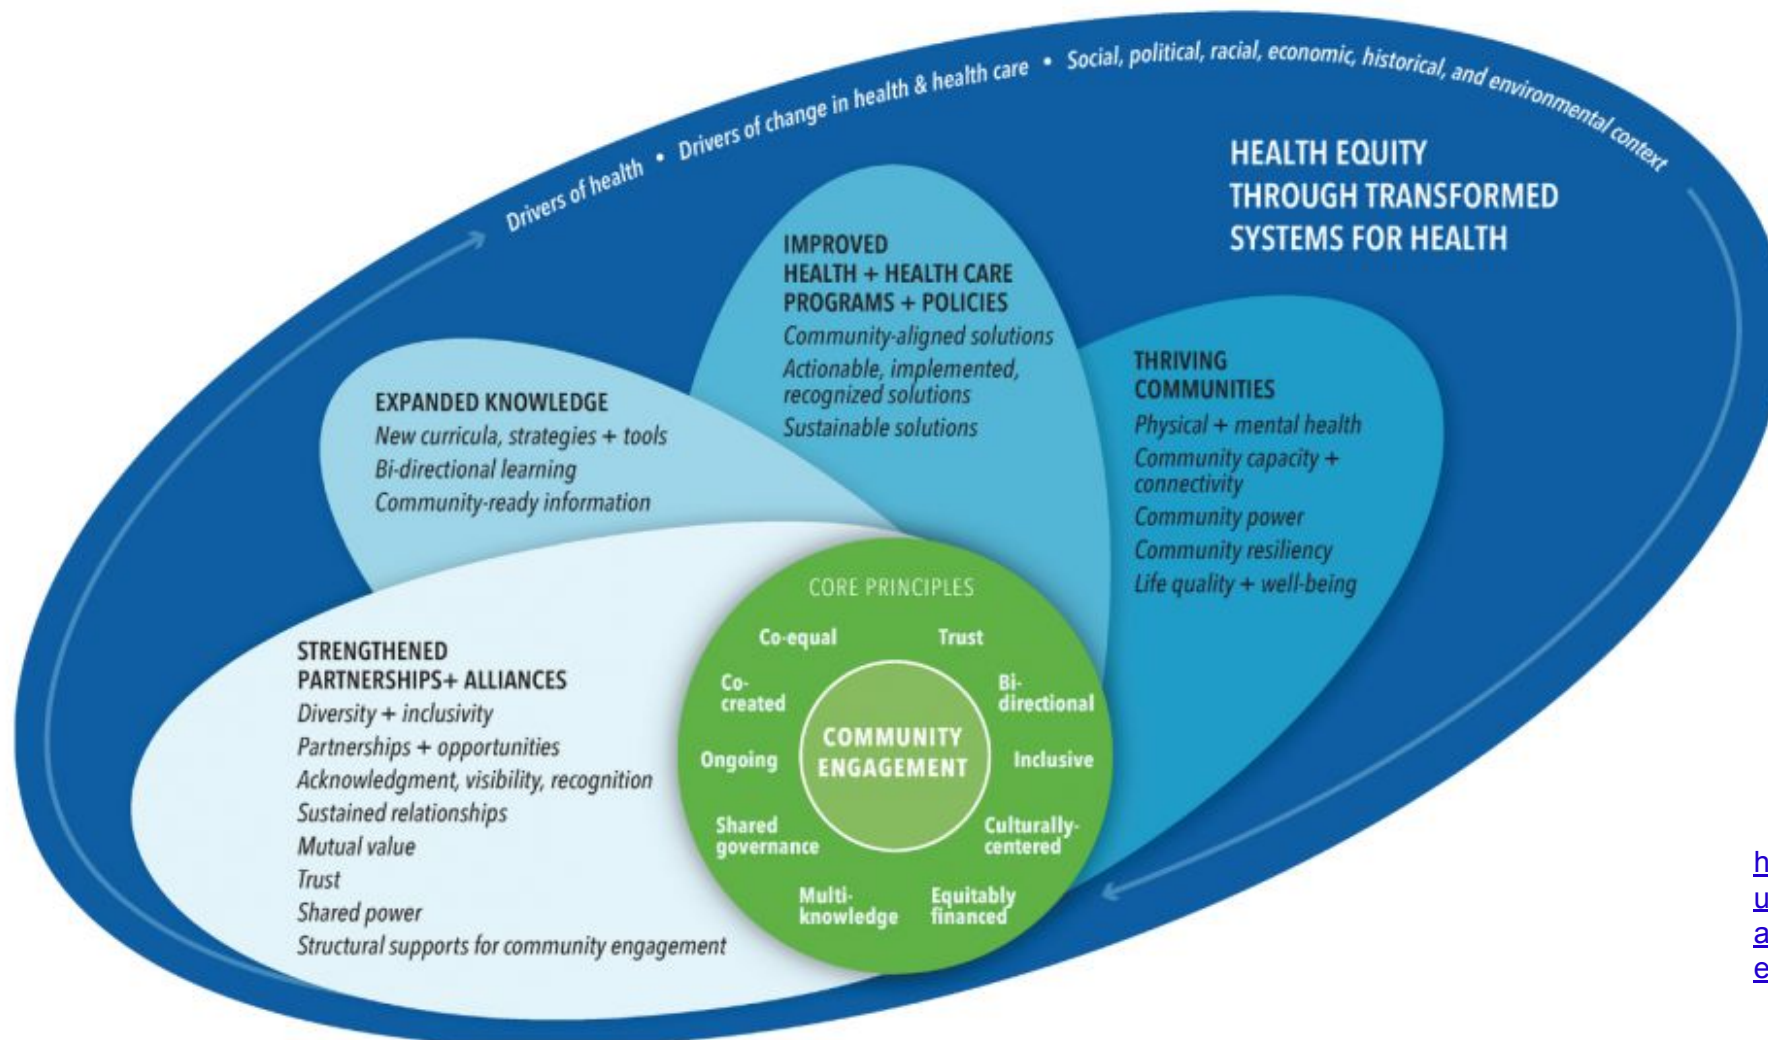 Drivers of health • Drivers of change in health & health care • Social, political, racial, economic, historical, and environmental context
HEALTH EQUITY
THROUGH TRANSFORMED
SYSTEMS FOR HEALTH
IMPROVED
HEALTH + HEALTH CARE
PROGRAMS + POLICIES
Community-aligned solutions
Actionable, implemented,
recognized solutions
Sustainable solutions
THRIVING
COMMUNITIES
Physical + mental health
Community capacity +
connectivity
Community power
Community resiliency
Life quality + well-being
EXPANDED KNOWLEDGE
New curricula, strategies + tools
Bi-directional learning
Community-ready information
STRENGTHENED
PARTNERSHIPS+ ALLIANCES
Diversity + inclusivity
Partnerships + opportunities
Acknowledgment, visibility, recognition
Sustained relationships
Mutual value
Trust
Shared power
Structural supports for community engagement
CORE PRINCIPLES
Co-equal
Trust
Co-
created
Bi-
directional
Ongoing
Inclusive
Shared
governance
Culturally-
centered
Multi-
knowledge
Equitably
financed
COMMUNITY
ENGAGEMENT
h
u
a
e